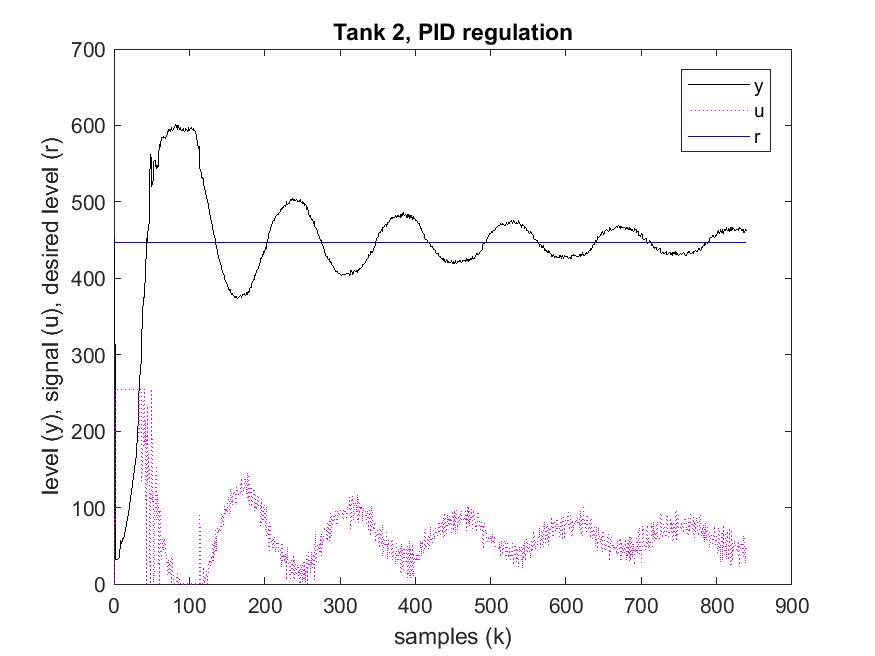 Tank 2, PID regulation
level (y), signal (u), desired level (r)
700
600
500
400
300
200
100
0
0 100 200 300 400 500 600 700 800 900
samples (k)
y
u
r